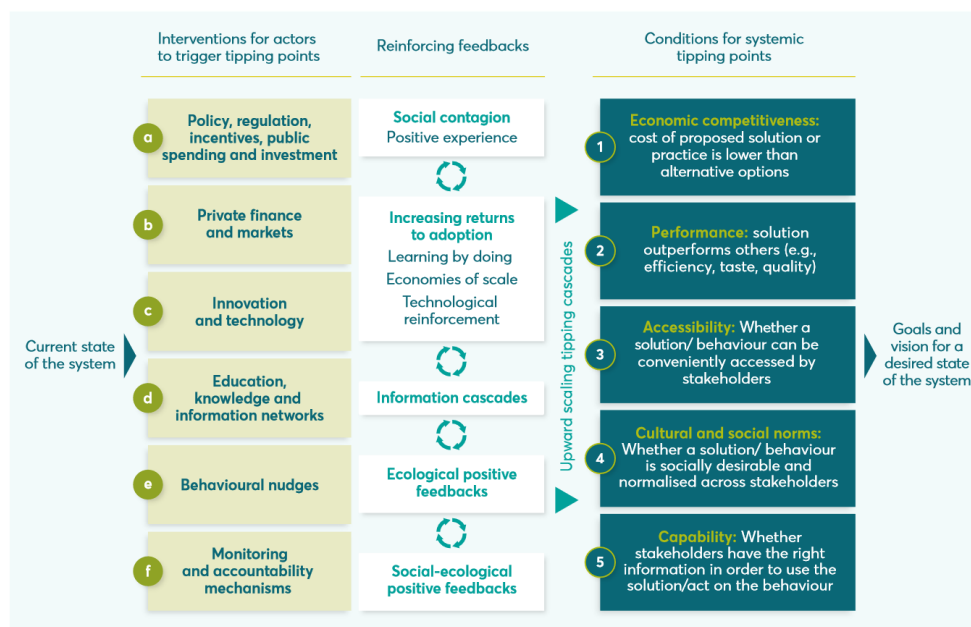 Interventions for actors
to trigger tipping points
Reinforcing feedbacks
Conditions for systemic
tipping points
Current state
of the system
a
Policy, regulation,
incentives, public
spending and investment
b
Private finance
and markets
c
Innovation
and technology
d
Education,
knowledge and
information networks
e
Behavioural nudges
f
Monitoring
and accountability
mechanisms
Social contagion
Positive experience
Increasing returns
to adoption
Learning by doing
Economies of scale
Technological
reinforcement
Information cascades
Ecological positive
feedbacks
Social-ecological
positive feedbacks
Upward scaling tipping cascades
1
Economic competitiveness:
cost of proposed solution or
practice is lower than
alternative options
2
Performance: solution
outperforms others (e.g.,
efficiency, taste, quality)
3
Accessibility: Whether a
solution/ behaviour can be
conveniently accessed by
stakeholders
4
Cultural and social norms:
Whether a solution/ behaviour
is socially desirable and
normalised across stakeholders
5
Capability: Whether
stakeholders have the right
information in order to use the
solution/act on the behaviour
Goals and
vision for a
desired state
of the system